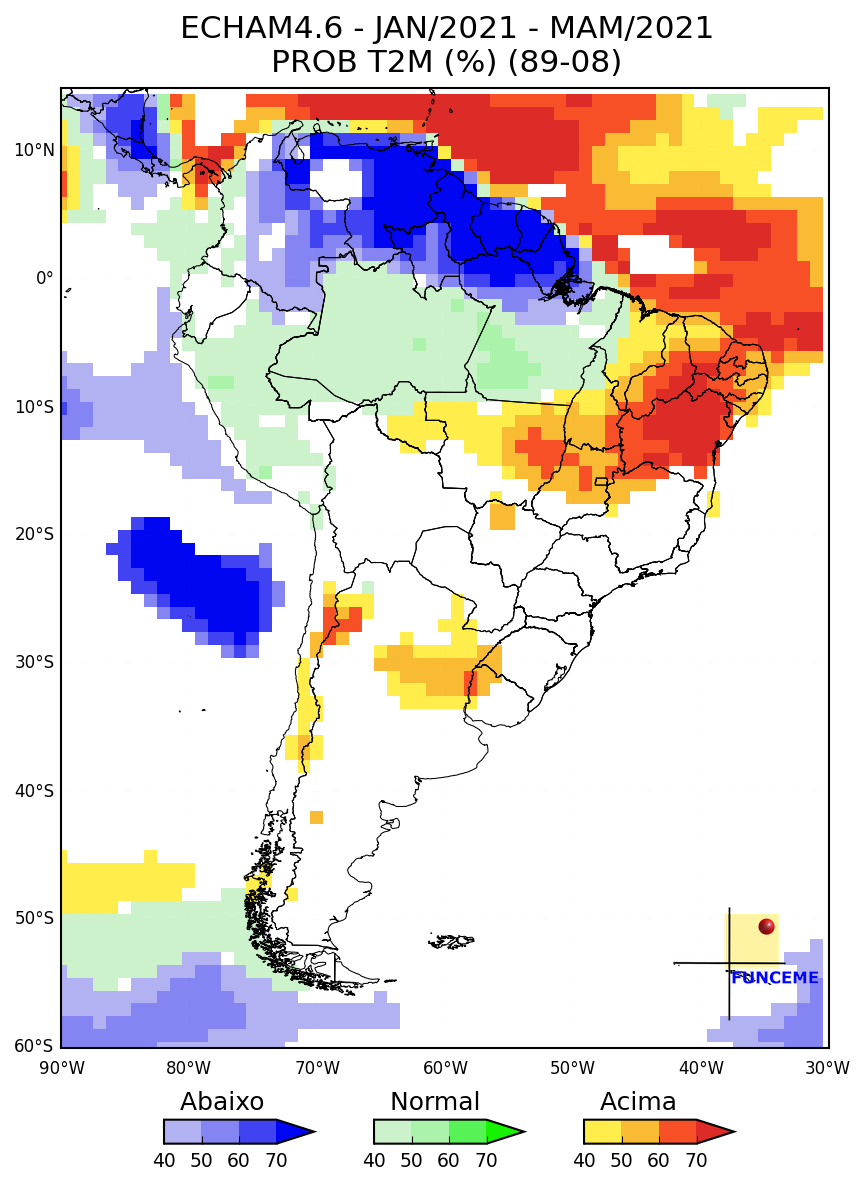 ECHAM4.6 - JAN/2021 - MAM/2021
PROB T2M (%) (89-08)
10°N
0°
10°S
20°S
30°S
40°S
50°S
60°S
90°W 80°W 70°W 60°W 50°W 40°W 30°W
FUNCEME
Abaixo Normal Acima
40 50 60 70 40 50 60 70 40 50 60 70